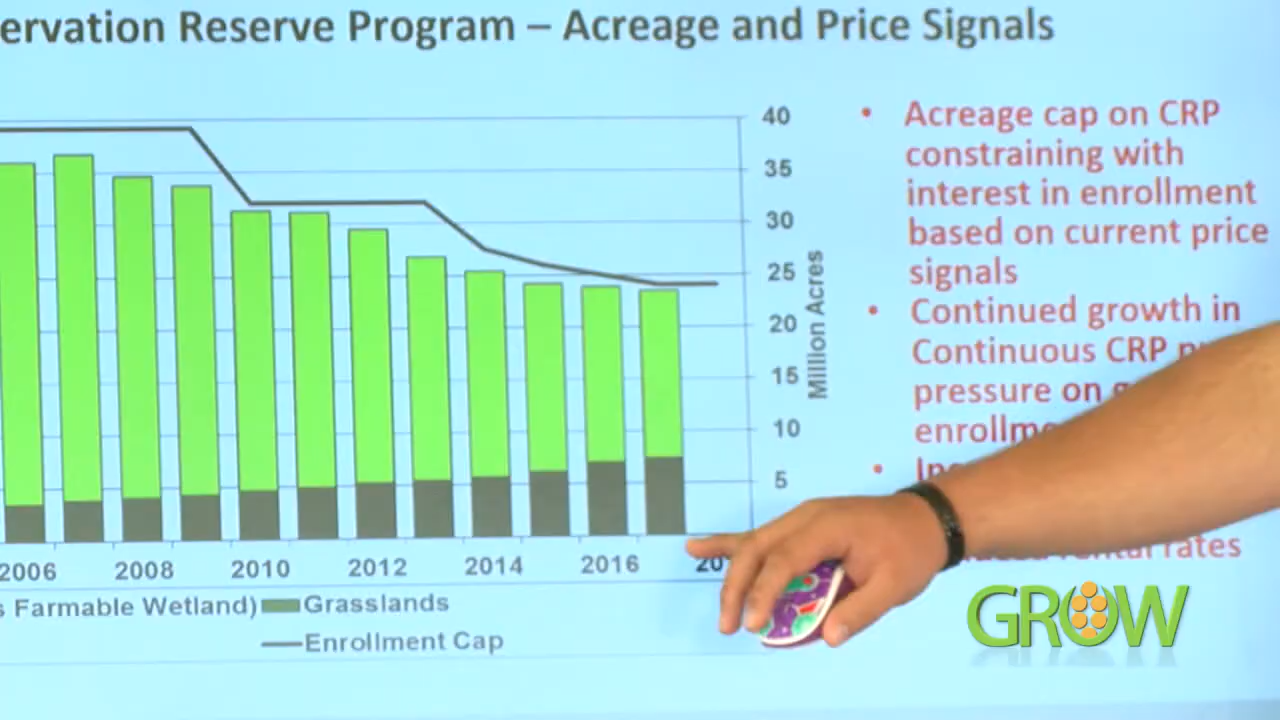 ervation Reserve Program – Acreage and Price Signals
40
35
30
25
20
15
10
5
Million Acres
2006 2008 2010 2012 2014 2016
s Farmable Wetland) Grasslands
Enrollment Cap
• Acreage cap on CRP
constraining with
interest in enrollment
based on current price
signals
• Continued growth in
Continuous CRP
pressure on
•
rental rates
GROW